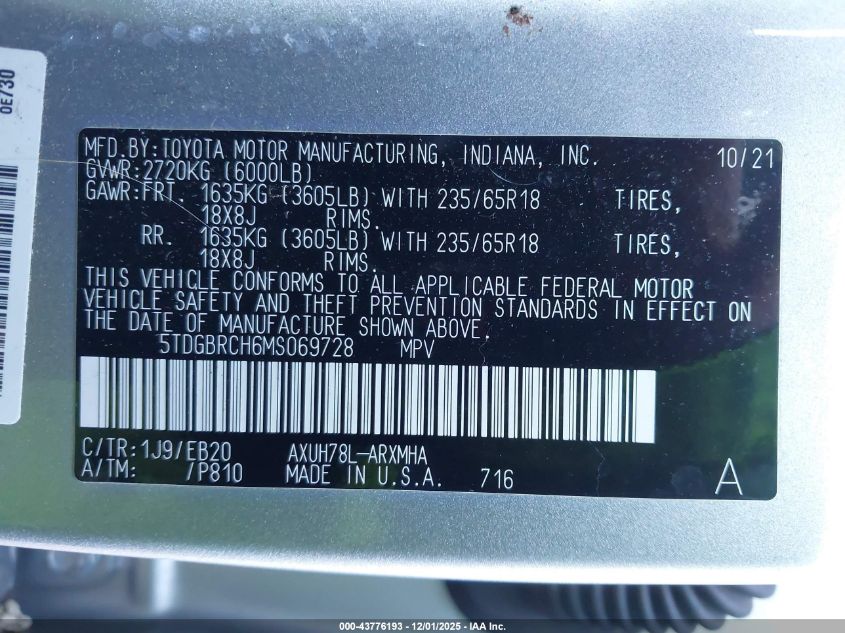 OE730
MFD.BY:TOYOTA MOTOR MANUFACTURING, INDIANA, INC. 10/21
GVWR:2720KG (6000LB)
GAWR:FRT. 1635KG (3605LB) WITH 235/65R18 TIRES,
18X8J RIMS.
RR. 1635KG (3605LB) WITH 235/65R18 TIRES,
18X8J RIMS.
THIS VEHICLE CONFORMS TO ALL APPLICABLE FEDERAL MOTOR
VEHICLE SAFETY AND THEFT PREVENTION STANDARDS IN EFFECT ON
THE DATE OF MANUFACTURE SHOWN ABOVE.
5TDGBRCH6MS069728 MPV
C/TR:1J9/EB20 AXUH78L-ARXMHA
A/TM: /P810 MADE IN U.S.A. 716 A
000-43776193 - 12/01/2025 - IAA Inc.